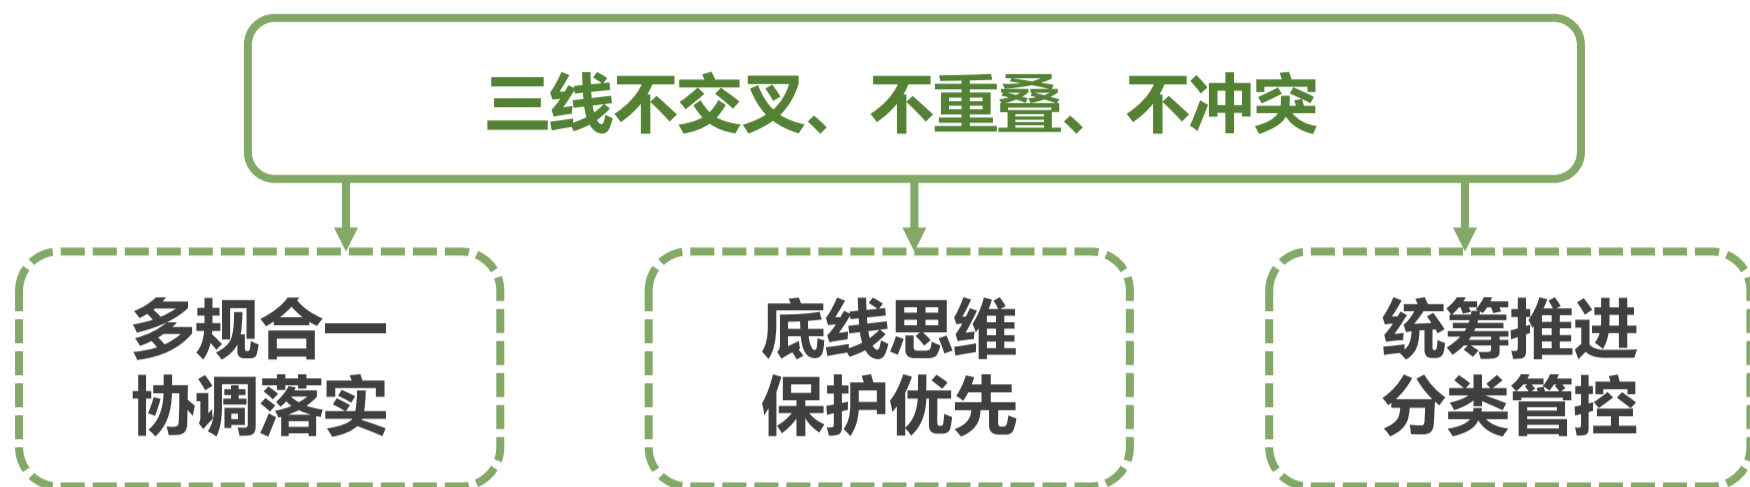 三线不交叉、不重叠、不冲突
多规合一
协调落实
底线思维
保护优先
统筹推进
分类管控